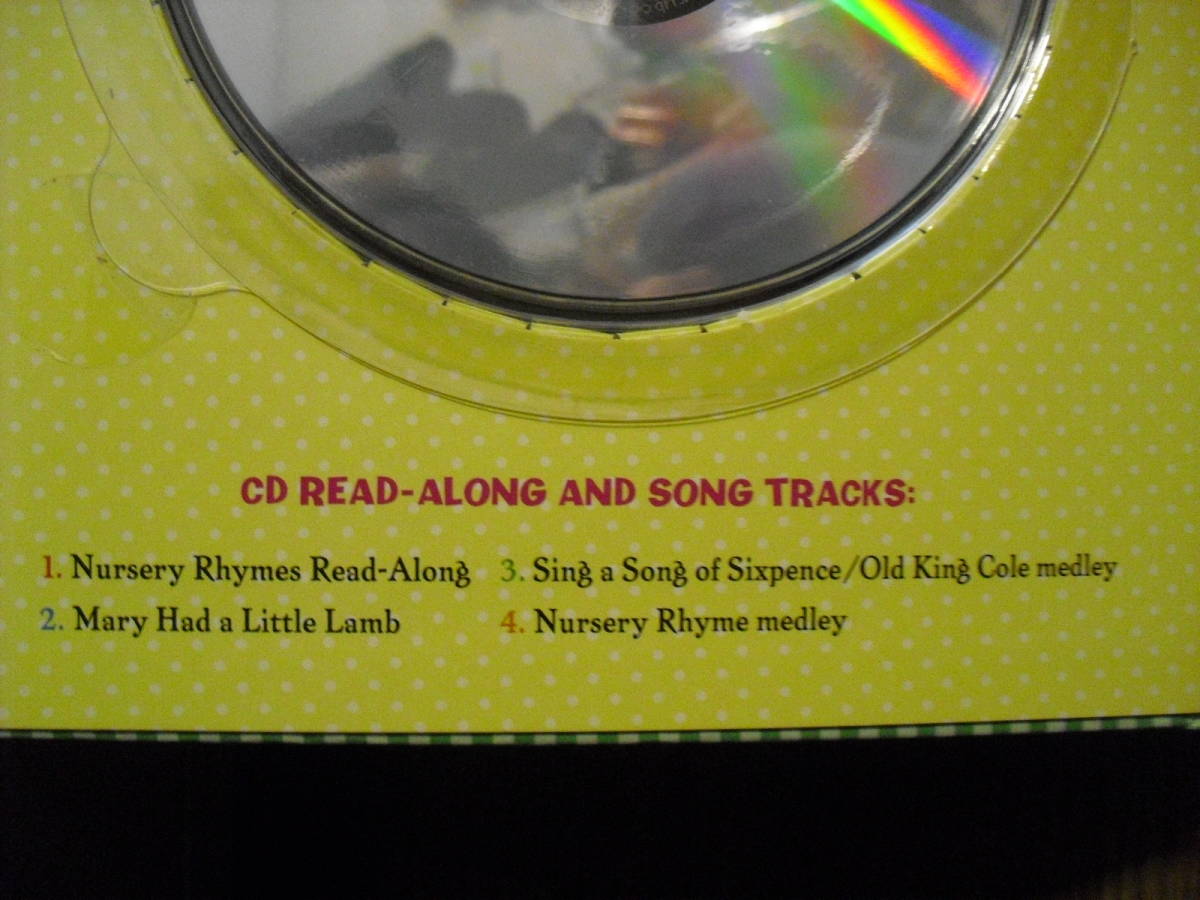 CD READ-ALONG AND SONG TRACKS:
1. Nursery Rhymes Read-Along
2. Mary Had a Little Lamb
3. Sing a Song of Sixpence/Old King Cole medley
4. Nursery Rhyme medley